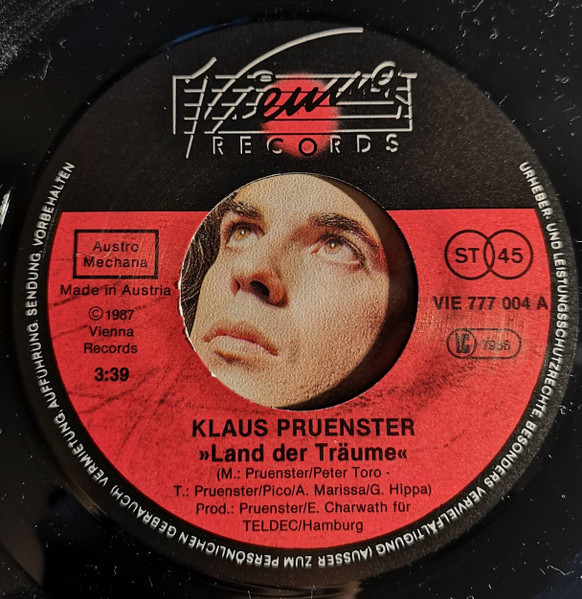 Vienna
RECORDS
Austro
Mechana
Made in Austria
©1987
Vienna
Records
3:39
ST 45
VIE 777 004 A
LC 7986
KLAUS PRUENSTER
»Land der Träume«
(M.: Pruenster/Peter Toro -
T.: Pruenster/Pico/A. Marissa/G. Hippa)
Prod.: Pruenster/E. Charwath für
TELDEC/Hamburg
URHEBER- UND LEISTUNGSSCHUTZRECHTE BESONDERS VERVIELFÄLTIGUNG (AUSSER ZUM PERSÖNLICHEN GEBRAUCH) VERMIETUNG, AUFFÜHRUNG, SENDUNG, VORBEHALTEN